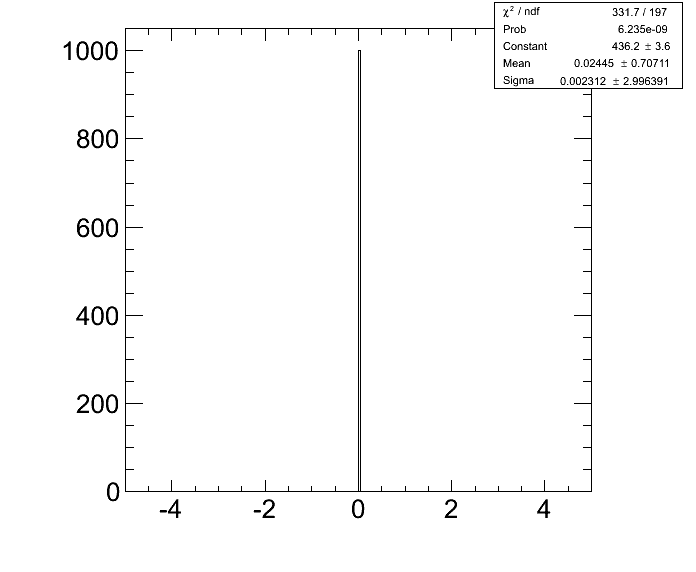 χ² / ndf 331.7 / 197
Prob 6.235e-09
Constant 436.2 ± 3.6
Mean 0.02445 ± 0.70711
Sigma 0.002312 ± 2.996391
1000
800
600
400
200
0
-4 -2 0 2 4